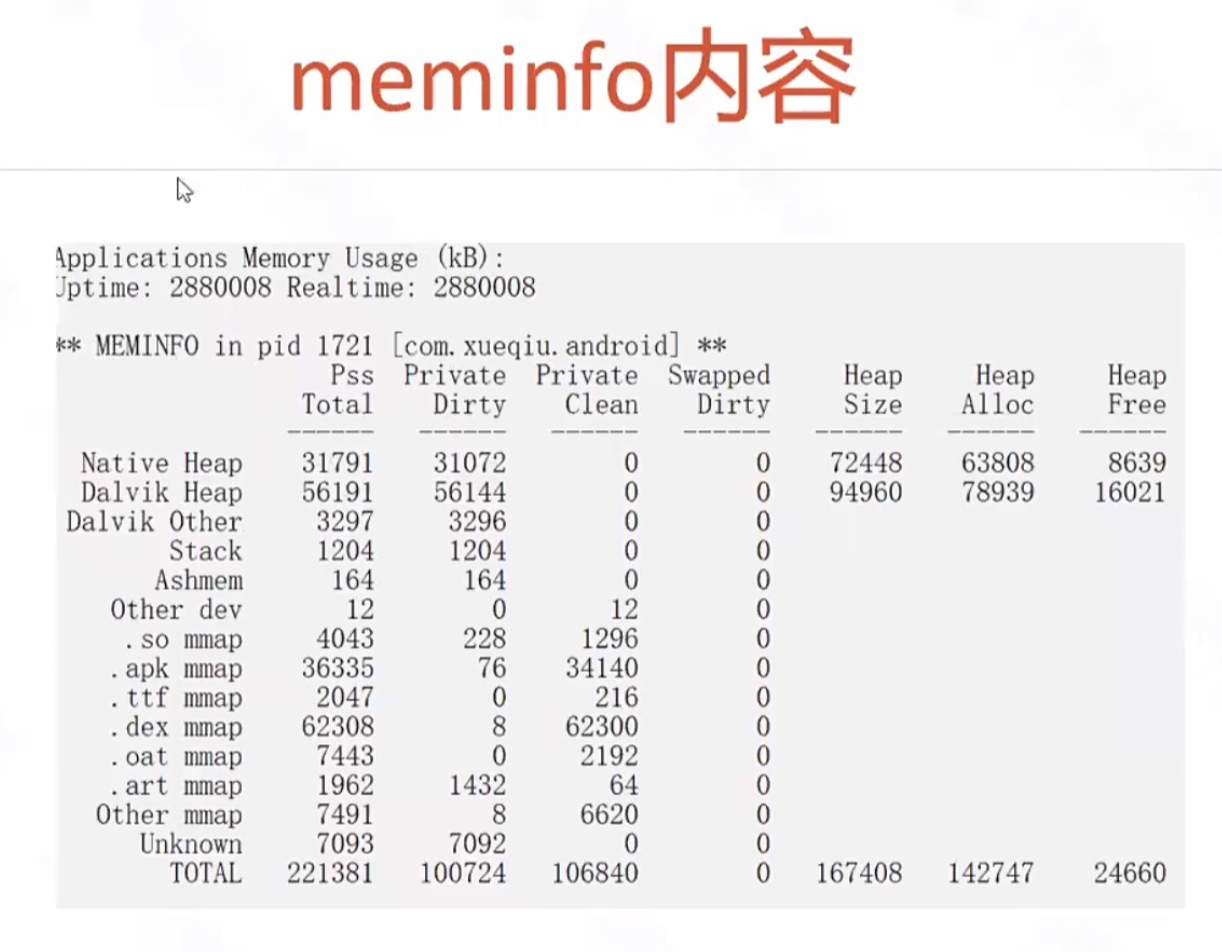 meminfo内容
Applications Memory Usage (kB):
Uptime: 2880008 Realtime: 2880008
** MEMINFO in pid 1721 [com.xueqiu.android] **
Pss Private Private Swapped Heap Heap Heap
Total Dirty Clean Dirty Size Alloc Free
------ ------ ------ ------ ------ ------ ------
Native Heap 31791 31072 0 0 72448 63808 8639
Dalvik Heap 56191 56144 0 0 94960 78939 16021
Dalvik Other 3297 3296 0 0
Stack 1204 1204 0 0
Ashmem 164 164 0 0
Other dev 12 0 12 0
.so mmap 4043 228 1296 0
.apk mmap 36335 76 34140 0
.ttf mmap 2047 0 216 0
.dex mmap 62308 8 62300 0
.oat mmap 7443 0 2192 0
.art mmap 1962 1432 64 0
Other mmap 7491 8 6620 0
Unknown 7093 7092 0 0
TOTAL 221381 100724 106840 0 167408 142747 24660